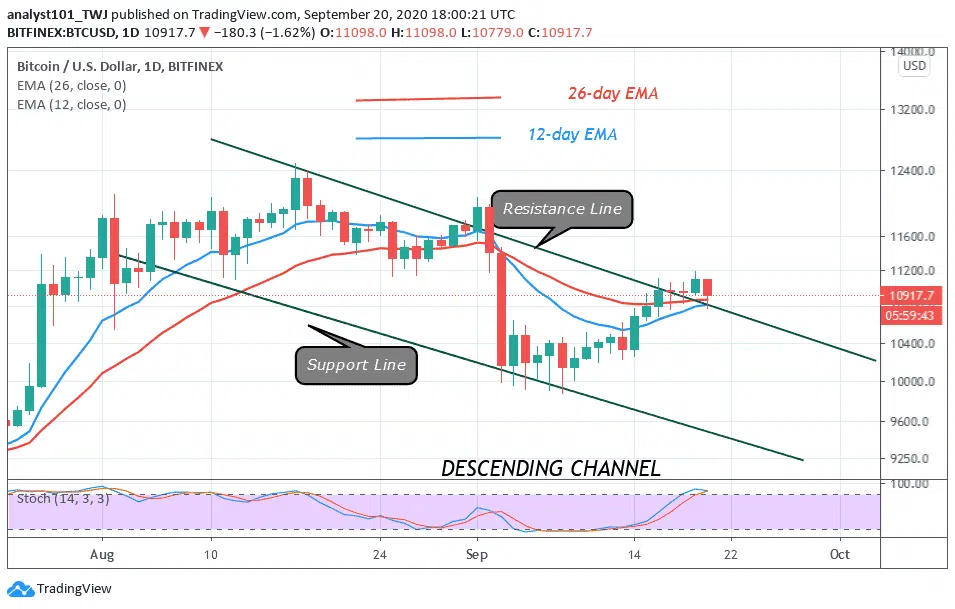 analyst101_TWJ published on TradingView.com, September 20, 2020 18:00:21 UTC
BITFINEX:BTCUSD, 1D 10917.7 ▼ −180.3 (−1.62%) O:11098.0 H:11098.0 L:10779.0 C:10917.7
Bitcoin / U.S. Dollar, 1D, BITFINEX
EMA (26, close, 0)
EMA (12, close, 0)
26-day EMA
12-day EMA
Resistance Line
Support Line
DESCENDING CHANNEL
14000.0
USD
13200.0
12400.0
11600.0
11200.0
10917.7
05:59:43
10400.0
10000.0
9600.0
9250.0
100.00
Stoch (14, 3, 3)
Aug 10 24 Sep 14 22 Oct
TradingView